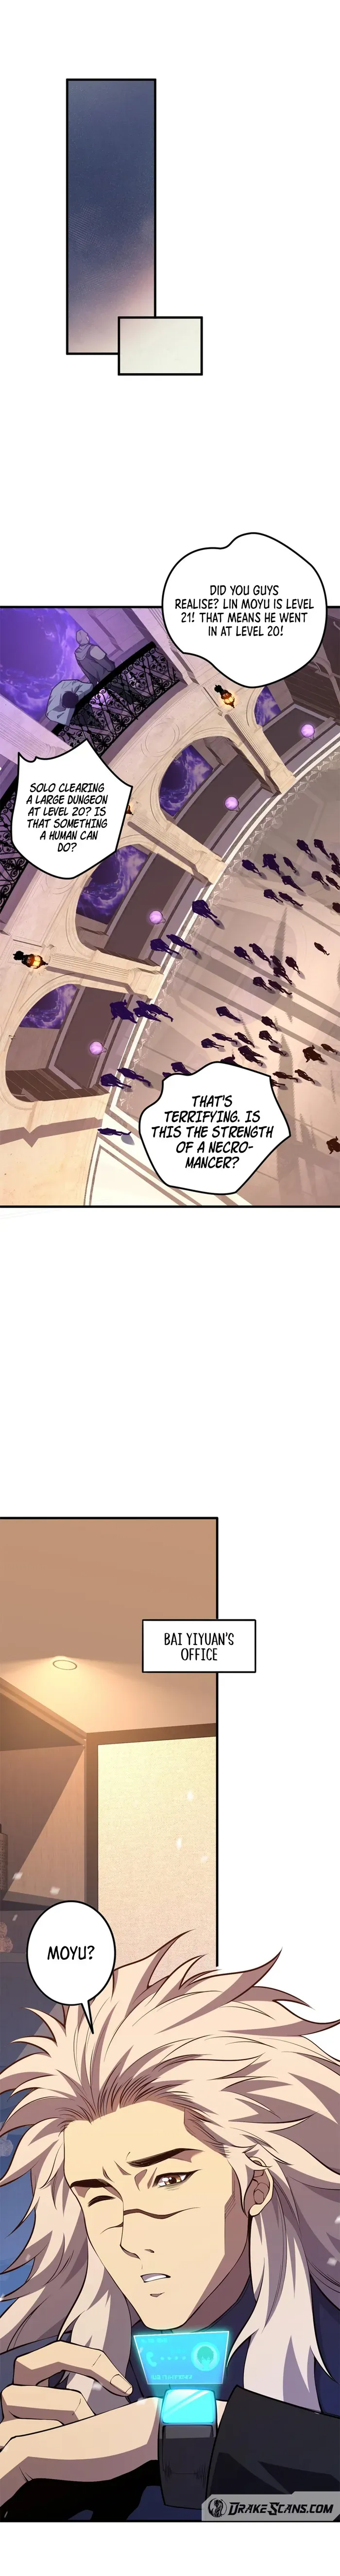 DID YOU GUYS
REALISE? LIN MOYU IS LEVEL
21! THAT MEANS HE WENT
IN AT LEVEL 20!
SOLO CLEARING
A LARGE DUNGEON
AT LEVEL 20? IS
THAT SOMETHING
A HUMAN CAN
DO?
THAT'S
TERRIFYING. IS
THIS THE STRENGTH
OF A NECRO-
MANCER?
BAI YIYUAN'S
OFFICE
MOYU?
DRAKESCANS.COM